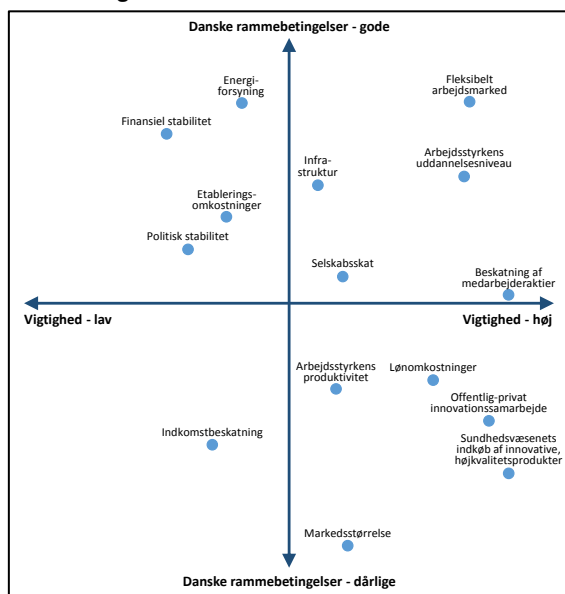 Danske rammebetingelser - gode
Energi-
forsyning
Fleksibelt
arbejdsmarked
Finansiel stabilitet
Infra-
struktur
Arbejdsstyrkens
uddannelsesniveau
Etablerings-
omkostninger
Politisk stabilitet
Selskabsskat
Beskatning af
medarbejderaktier
Vigtighed - lav
Vigtighed - høj
Arbejdsstyrkens
produktivitet
Lønomkostninger
Offentlig-privat
innovationssamarbejde
Indkomstbeskatning
Sundhedsvæsenets
indkøb af innovative,
højkvalitetsprodukter
Markedsstørrelse
Danske rammebetingelser - dårlige